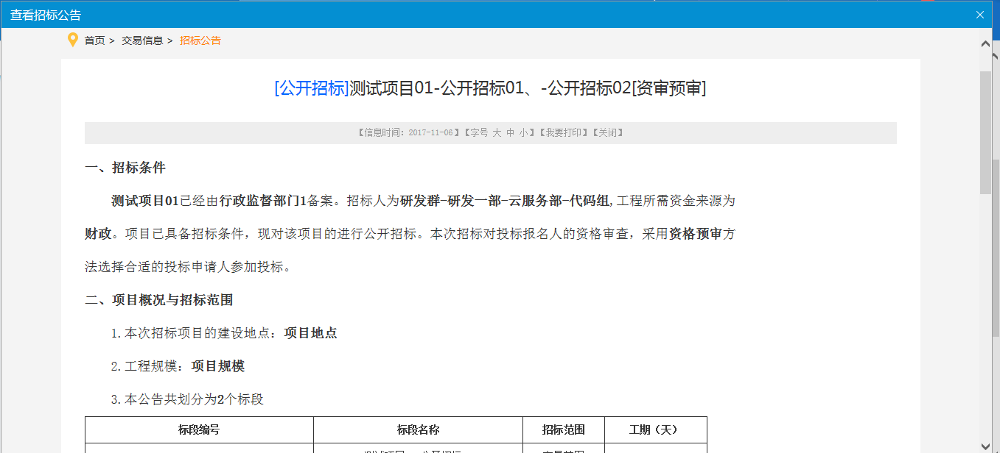 查看招标公告
首页 > 交易信息 > 招标公告
[公开招标]测试项目01-公开招标01、-公开招标02[资审预审]
【信息时间：2017-11-06】【字号 大 中 小】【我要打印】【关闭】
一、招标条件
测试项目01已经由行政监督部门1备案。招标人为研发群-研发一部-云服务部-代码组,工程所需资金来源为
财政。项目已具备招标条件，现对该项目的进行公开招标。本次招标对投标报名人的资格审查，采用资格预审方
法选择合适的投标申请人参加投标。
二、项目概况与招标范围
1.本次招标项目的建设地点：项目地点
2.工程规模：项目规模
3.本公告共划分为2个标段
标段编号 标段名称 招标范围 工期（天）